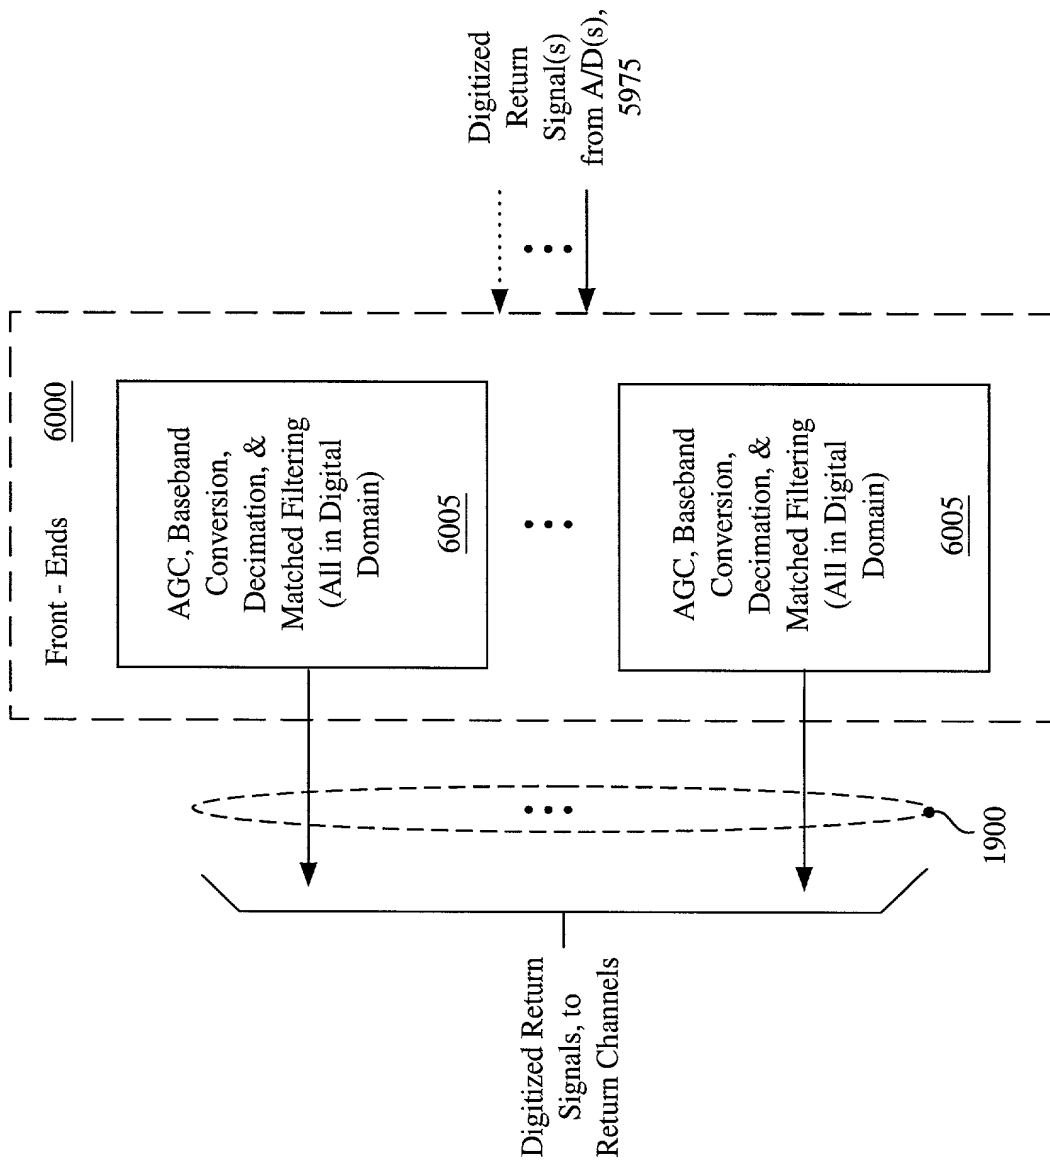 Front - Ends 6000
AGC, Baseband
Conversion,
Decimation, &
Matched Filtering
(All in Digital
Domain)
6005
AGC, Baseband
Conversion,
Decimation, &
Matched Filtering
(All in Digital
Domain)
6005
Digitized
Return
Signal(s)
from A/D(s),
5975
1900
Digitized Return
Signals, to
Return Channels